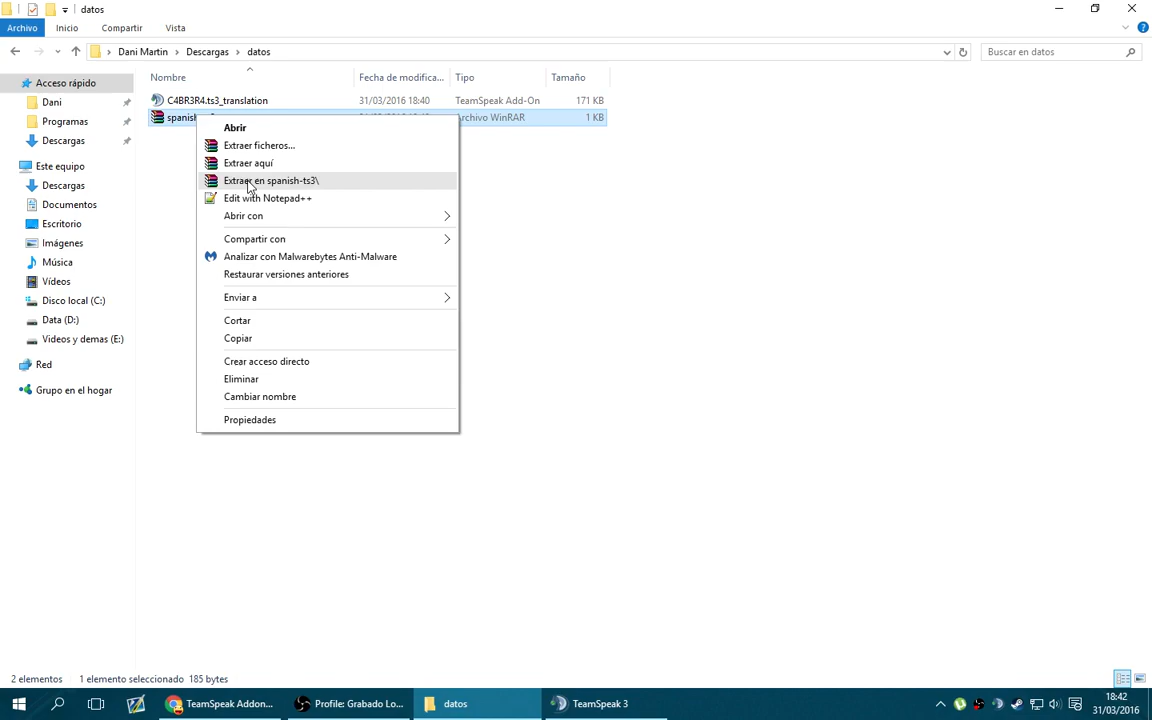 datos
Archivo Inicio Compartir Vista
Dani Martin Descargas datos
Buscar en datos
Acceso rápido
Dani
Programas
Descargas
Este equipo
Descargas
Documentos
Escritorio
Imágenes
Música
Vídeos
Disco local (C:)
Data (D:)
Videos y demas (E:)
Red
Grupo en el hogar
Nombre Fecha de modifica... Tipo Tamaño
C4BR3R4.ts3_translation 31/03/2016 18:40 TeamSpeak Add-On 171 KB
WinRAR 1 KB
Abrir
Extraer ficheros...
Extraer aquí
Extraer en spanish-ts3\
Edit with Notepad++
Abrir con
Compartir con
Analizar con Malwarebytes Anti-Malware
Restaurar versiones anteriores
Enviar a
Cortar
Copiar
Crear acceso directo
Eliminar
Cambiar nombre
Propiedades
2 elementos 1 elemento seleccionado 185 bytes
TeamSpeak Addon... Profile: Grabado Lo... datos TeamSpeak 3
18:42
31/03/2016